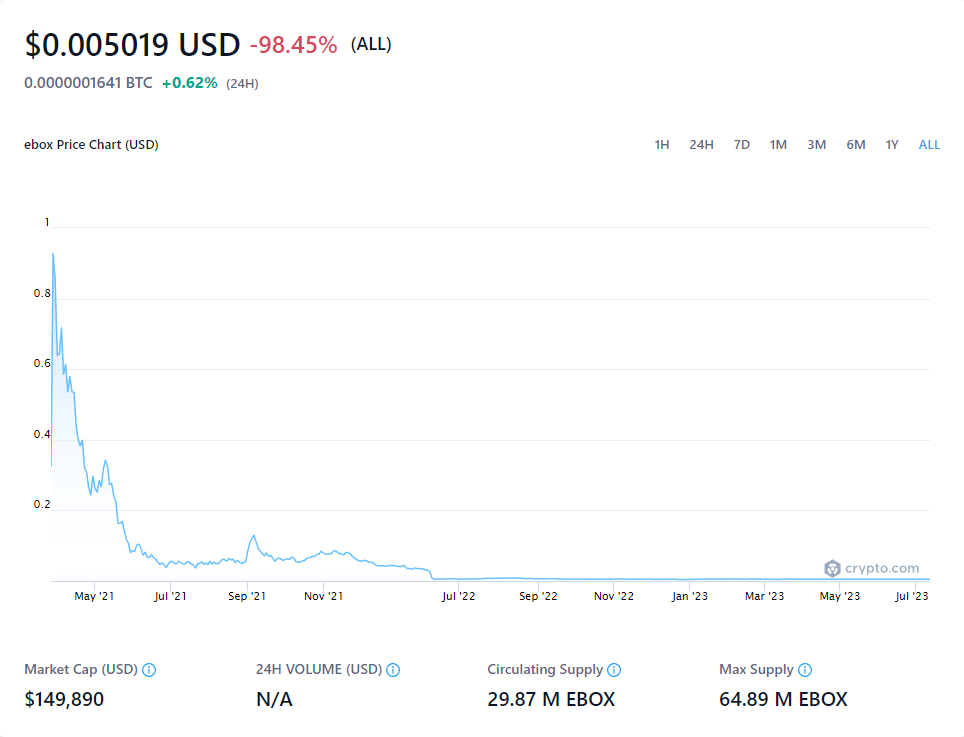 $0.005019 USD -98.45% (ALL)
0.0000001641 BTC +0.62% (24H)
ebox Price Chart (USD) 1H 24H 7D 1M 3M 6M 1Y ALL
1
0.8
0.6
0.4
0.2
crypto.com
May '21 Jul '21 Sep '21 Nov '21 Jul '22 Sep '22 Nov '22 Jan '23 Mar '23 May '23 Jul '23
Market Cap (USD) 24H VOLUME (USD) Circulating Supply Max Supply
$149,890 N/A 29.87 M EBOX 64.89 M EBOX